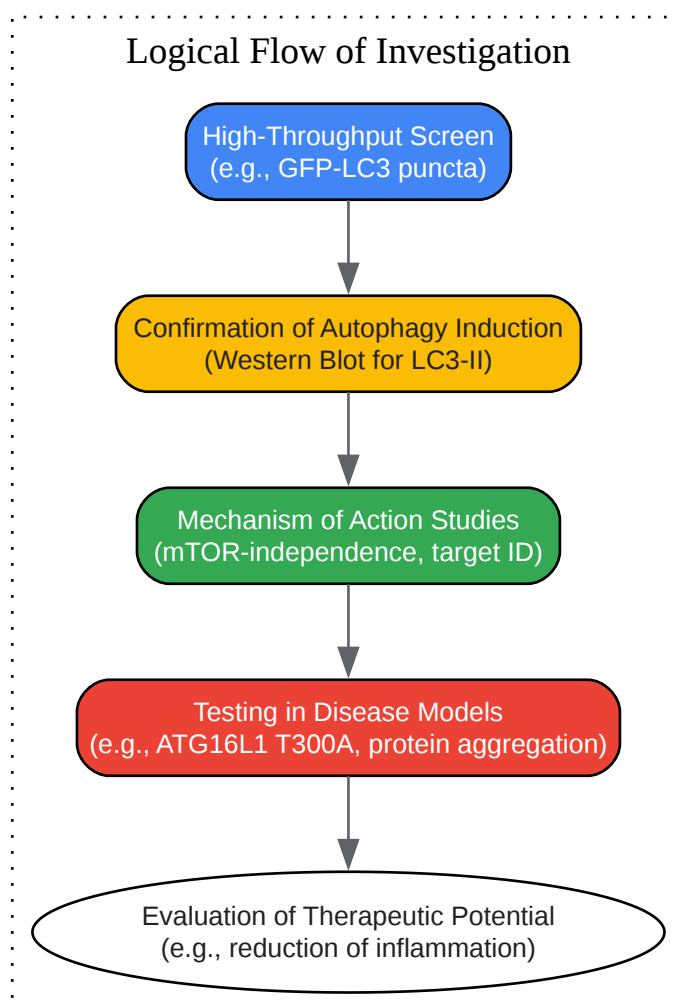 Logical Flow of Investigation
High-Throughput Screen
(e.g., GFP-LC3 puncta)
Confirmation of Autophagy Induction
(Western Blot for LC3-II)
Mechanism of Action Studies
(mTOR-independence, target ID)
Testing in Disease Models
(e.g., ATG16L1 T300A, protein aggregation)
Evaluation of Therapeutic Potential
(e.g., reduction of inflammation)